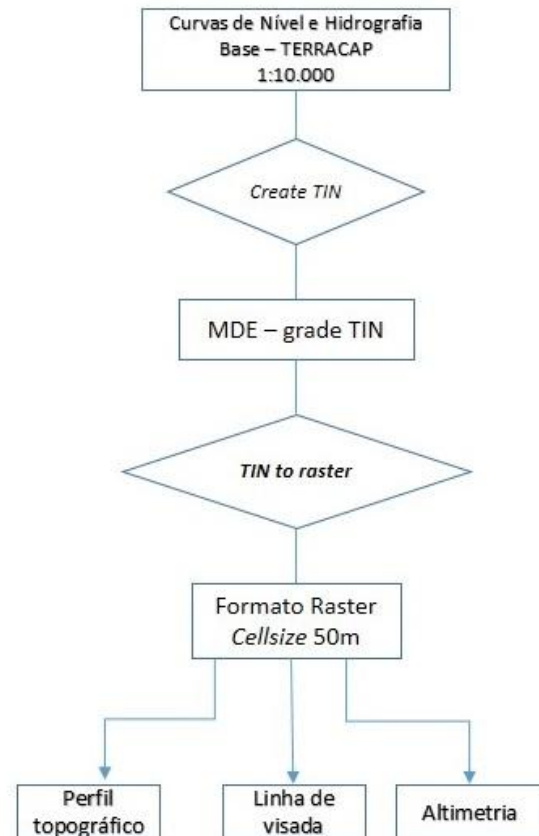 Curvas de Nível e Hidrografia
Base – TERRACAP
1:10.000
Create TIN
MDE – grade TIN
TIN to raster
Formato Raster
Cellsize 50m
Perfil
topográfico
Linha de
visada
Altimetria